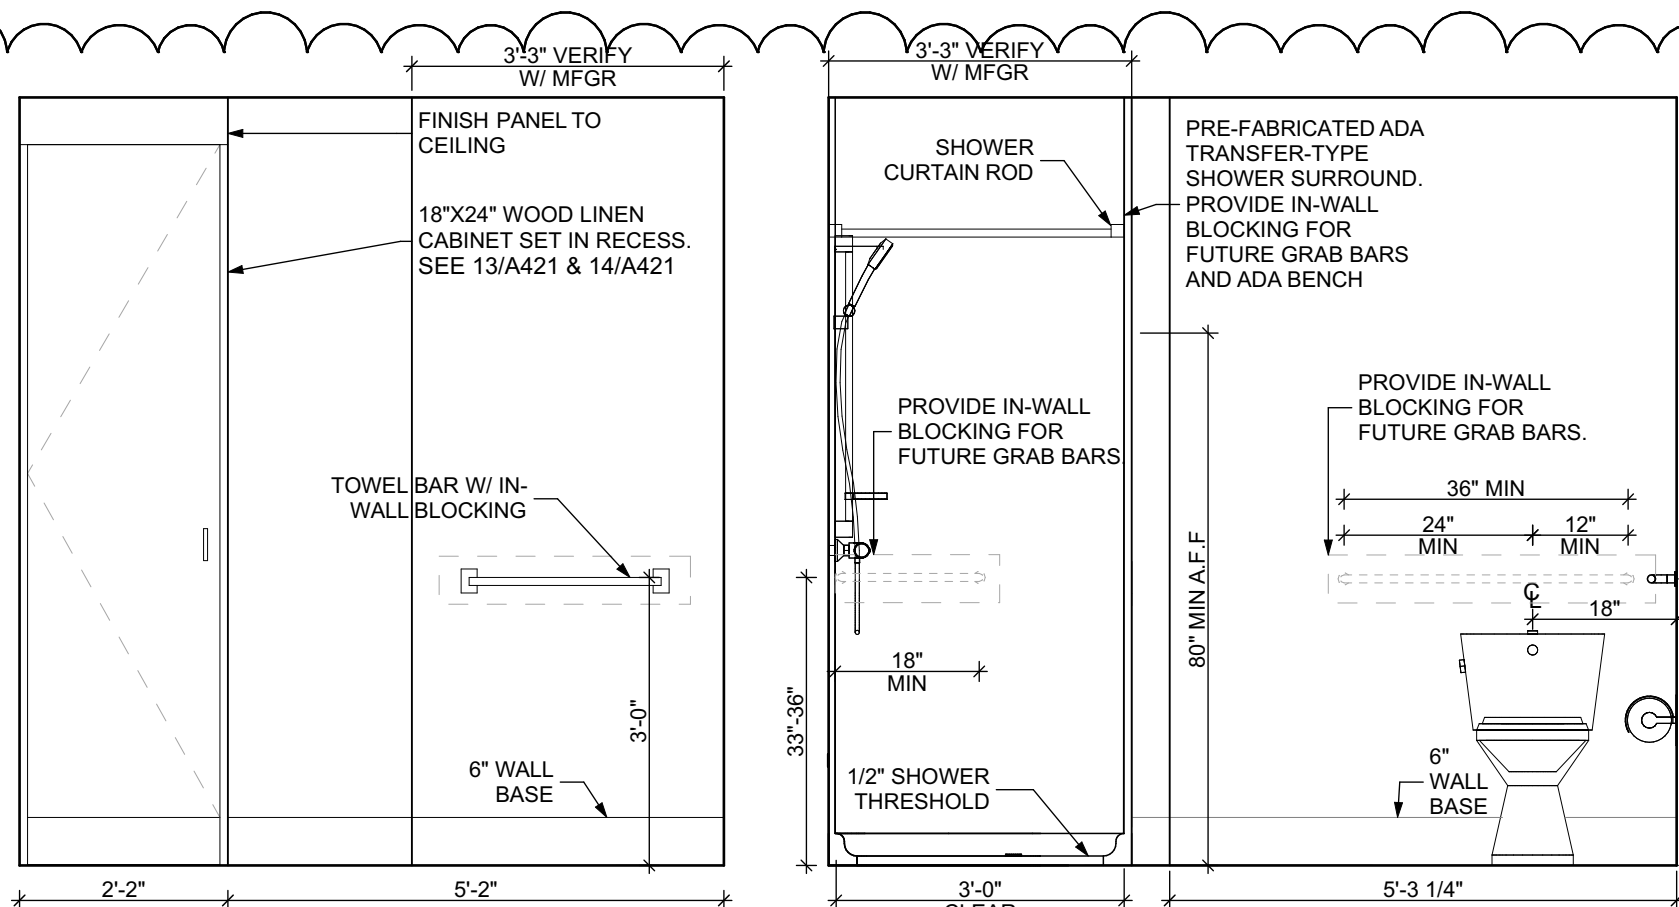 3'-3" VERIFY
W/ MFGR
FINISH PANEL TO
CEILING
18"X24" WOOD LINEN
CABINET SET IN RECESS.
SEE 13/A421 & 14/A421
TOWEL BAR W/ IN-
WALL BLOCKING
3'-0"
6" WALL
BASE
2'-2"
5'-2"
3'-3" VERIFY
W/ MFGR
SHOWER
CURTAIN ROD
PRE-FABRICATED ADA
TRANSFER-TYPE
SHOWER SURROUND.
PROVIDE IN-WALL
BLOCKING FOR
FUTURE GRAB BARS
AND ADA BENCH
PROVIDE IN-WALL
BLOCKING FOR
FUTURE GRAB BARS.
18"
MIN
33"-36"
1/2" SHOWER
THRESHOLD
3'-0"
CLEAR
80" MIN A.F.F
PROVIDE IN-WALL
BLOCKING FOR
FUTURE GRAB BARS.
36" MIN
24"
MIN
12"
MIN
CL
18"
6"
WALL
BASE
5'-3 1/4"